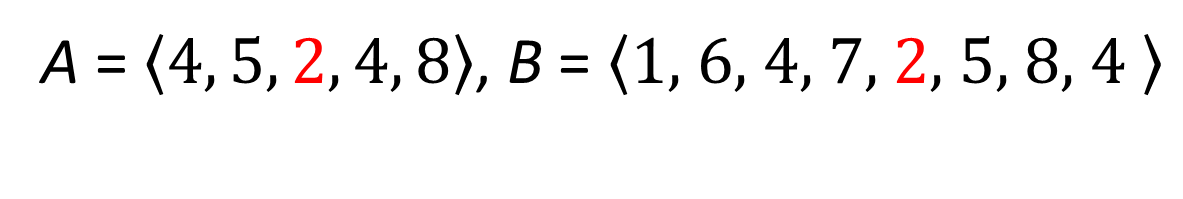 A = ⟨4, 5, 2, 4, 8⟩, B = ⟨1, 6, 4, 7, 2, 5, 8, 4 ⟩